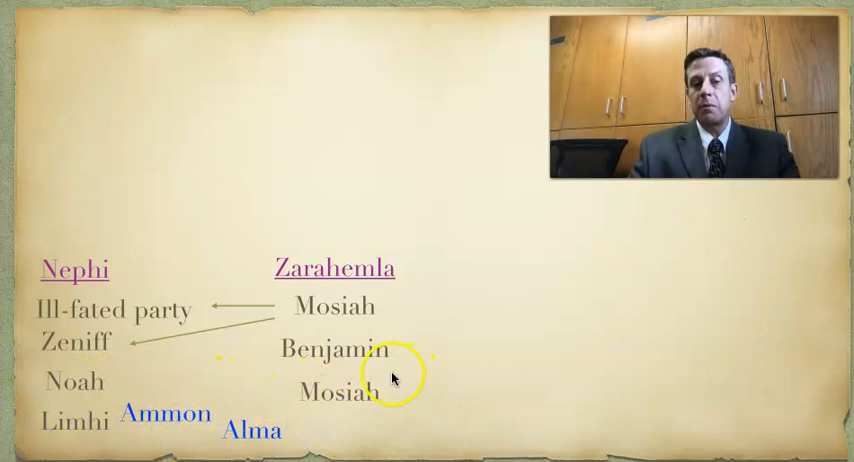 Nephi
Zarahemla
Ill-fated party
Mosiah
Zeniff
Benjamin
Noah
Mosiah
Limhi
Ammon
Alma